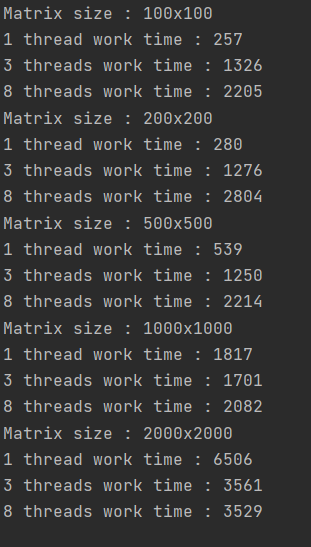 Matrix size : 100x100
1 thread work time : 257
3 threads work time : 1326
8 threads work time : 2205
Matrix size : 200x200
1 thread work time : 280
3 threads work time : 1276
8 threads work time : 2804
Matrix size : 500x500
1 thread work time : 539
3 threads work time : 1250
8 threads work time : 2214
Matrix size : 1000x1000
1 thread work time : 1817
3 threads work time : 1701
8 threads work time : 2082
Matrix size : 2000x2000
1 thread work time : 6506
3 threads work time : 3561
8 threads work time : 3529